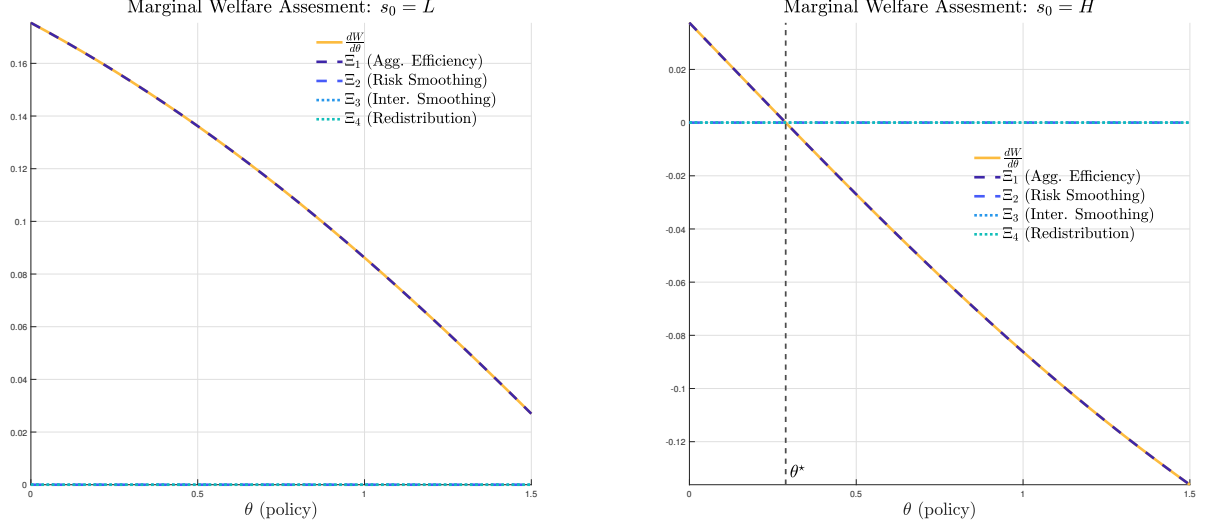 Marginal Welfare Assesment: s₀ = L
dW/dθ
Ξ₁ (Agg. Efficiency)
Ξ₂ (Risk Smoothing)
Ξ₃ (Inter. Smoothing)
Ξ₄ (Redistribution)
0.16
0.14
0.12
0.1
0.08
0.06
0.04
0.02
0
0 0.5 1 1.5
θ (policy)
Marginal Welfare Assesment: s₀ = H
0.02
0
-0.02
-0.04
-0.06
-0.08
-0.1
-0.12
dW/dθ
Ξ₁ (Agg. Efficiency)
Ξ₂ (Risk Smoothing)
Ξ₃ (Inter. Smoothing)
Ξ₄ (Redistribution)
θ⋆
0 0.5 1 1.5
θ (policy)